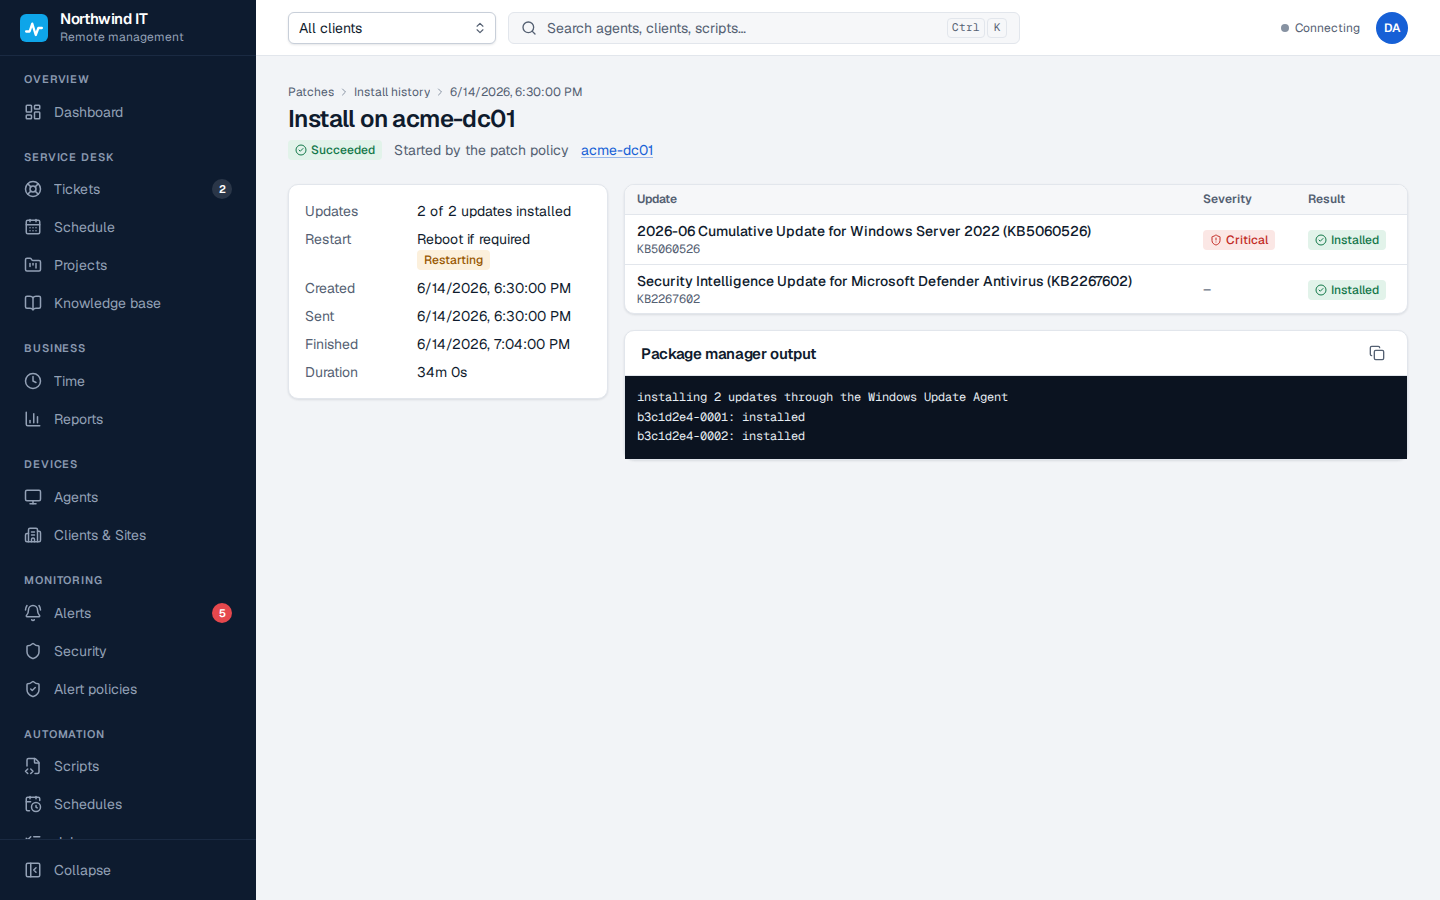 Northwind IT
Remote management
OVERVIEW
Dashboard
SERVICE DESK
Tickets 2
Schedule
Projects
Knowledge base
BUSINESS
Time
Reports
DEVICES
Agents
Clients & Sites
MONITORING
Alerts 5
Security
Alert policies
AUTOMATION
Scripts
Schedules
Collapse
All clients
Search agents, clients, scripts…
Ctrl K
Connecting
DA
Patches > Install history > 6/14/2026, 6:30:00 PM
Install on acme-dc01
Succeeded Started by the patch policy acme-dc01
Updates 2 of 2 updates installed
Restart Reboot if required
Restarting
Created 6/14/2026, 6:30:00 PM
Sent 6/14/2026, 6:30:00 PM
Finished 6/14/2026, 7:04:00 PM
Duration 34m 0s
Update Severity Result
2026-06 Cumulative Update for Windows Server 2022 (KB5060526) Critical Installed
KB5060526
Security Intelligence Update for Microsoft Defender Antivirus (KB2267602) – Installed
KB2267602
Package manager output
installing 2 updates through the Windows Update Agent
b3c1d2e4-0001: installed
b3c1d2e4-0002: installed